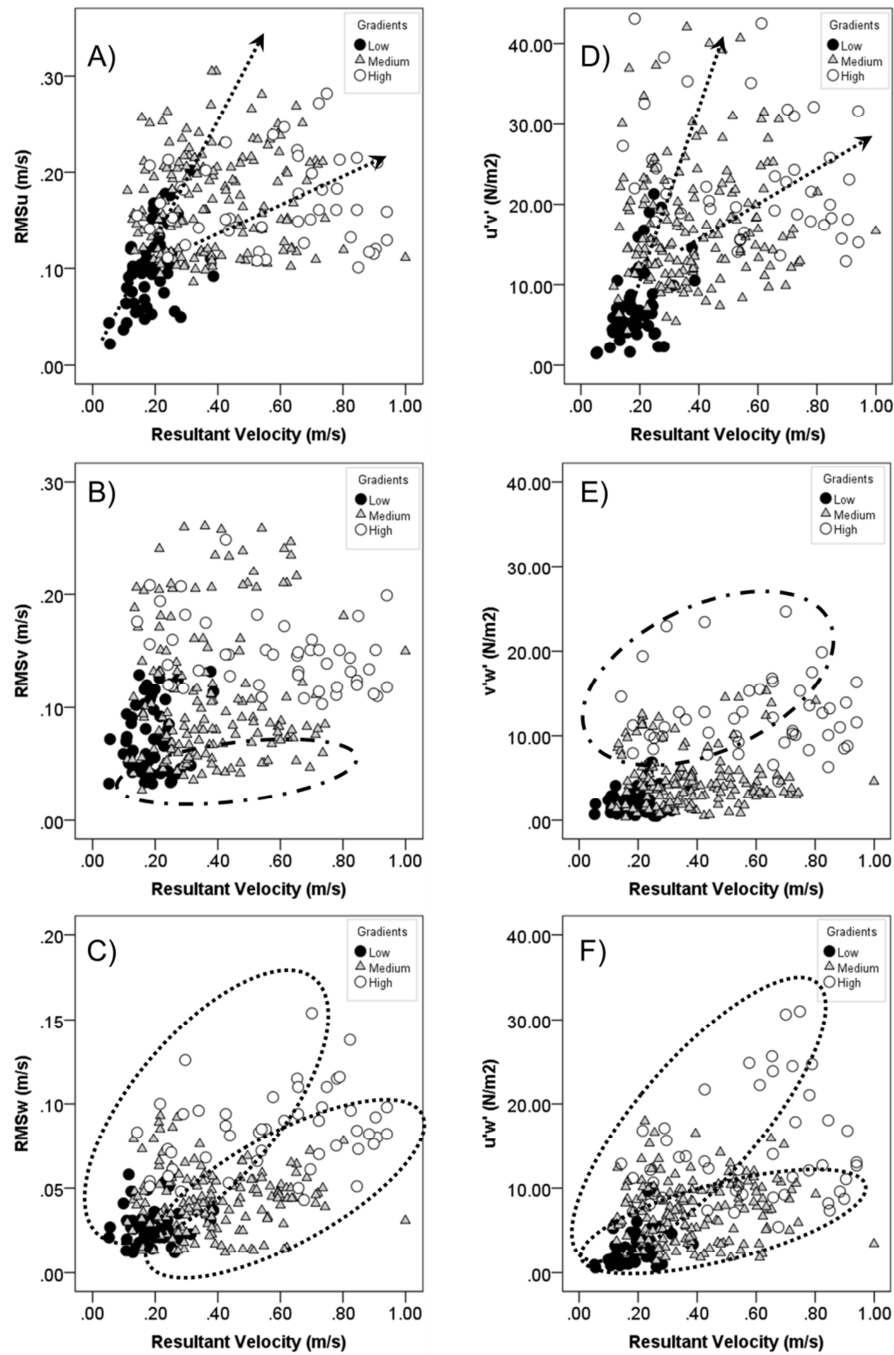 A)
Gradients
Low
Medium
High
.30
.20
.10
.00
RMSu (m/s)
.00 .20 .40 .60 .80 1.00
Resultant Velocity (m/s)
D)
Gradients
Low
Medium
High
40.00
30.00
20.00
10.00
.00
u'v' (N/m2)
.00 .20 .40 .60 .80 1.00
Resultant Velocity (m/s)
B)
Gradients
Low
Medium
High
.30
.20
.10
.00
RMSv (m/s)
.00 .20 .40 .60 .80 1.00
Resultant Velocity (m/s)
E)
Gradients
Low
Medium
High
40.00
30.00
20.00
10.00
.00
v'w' (N/m2)
.00 .20 .40 .60 .80 1.00
Resultant Velocity (m/s)
C)
Gradients
Low
Medium
High
.20
.15
.10
.05
.00
RMSw (m/s)
.00 .20 .40 .60 .80 1.00
Resultant Velocity (m/s)
F)
Gradients
Low
Medium
High
40.00
30.00
20.00
10.00
.00
u'w' (N/m2)
.00 .20 .40 .60 .80 1.00
Resultant Velocity (m/s)